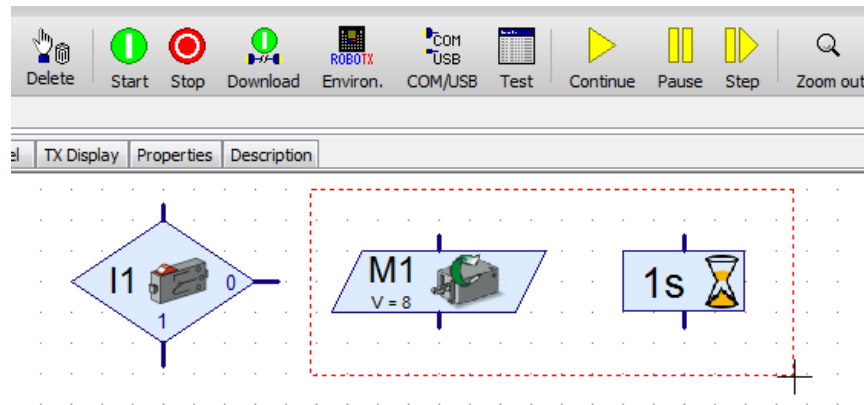 COM
USB
ROBOTX
Delete Start Stop Download Environ. COM/USB Test Continue Pause Step Zoom out
TX Display Properties Description
I1 0
1
M1
V = 8
1s